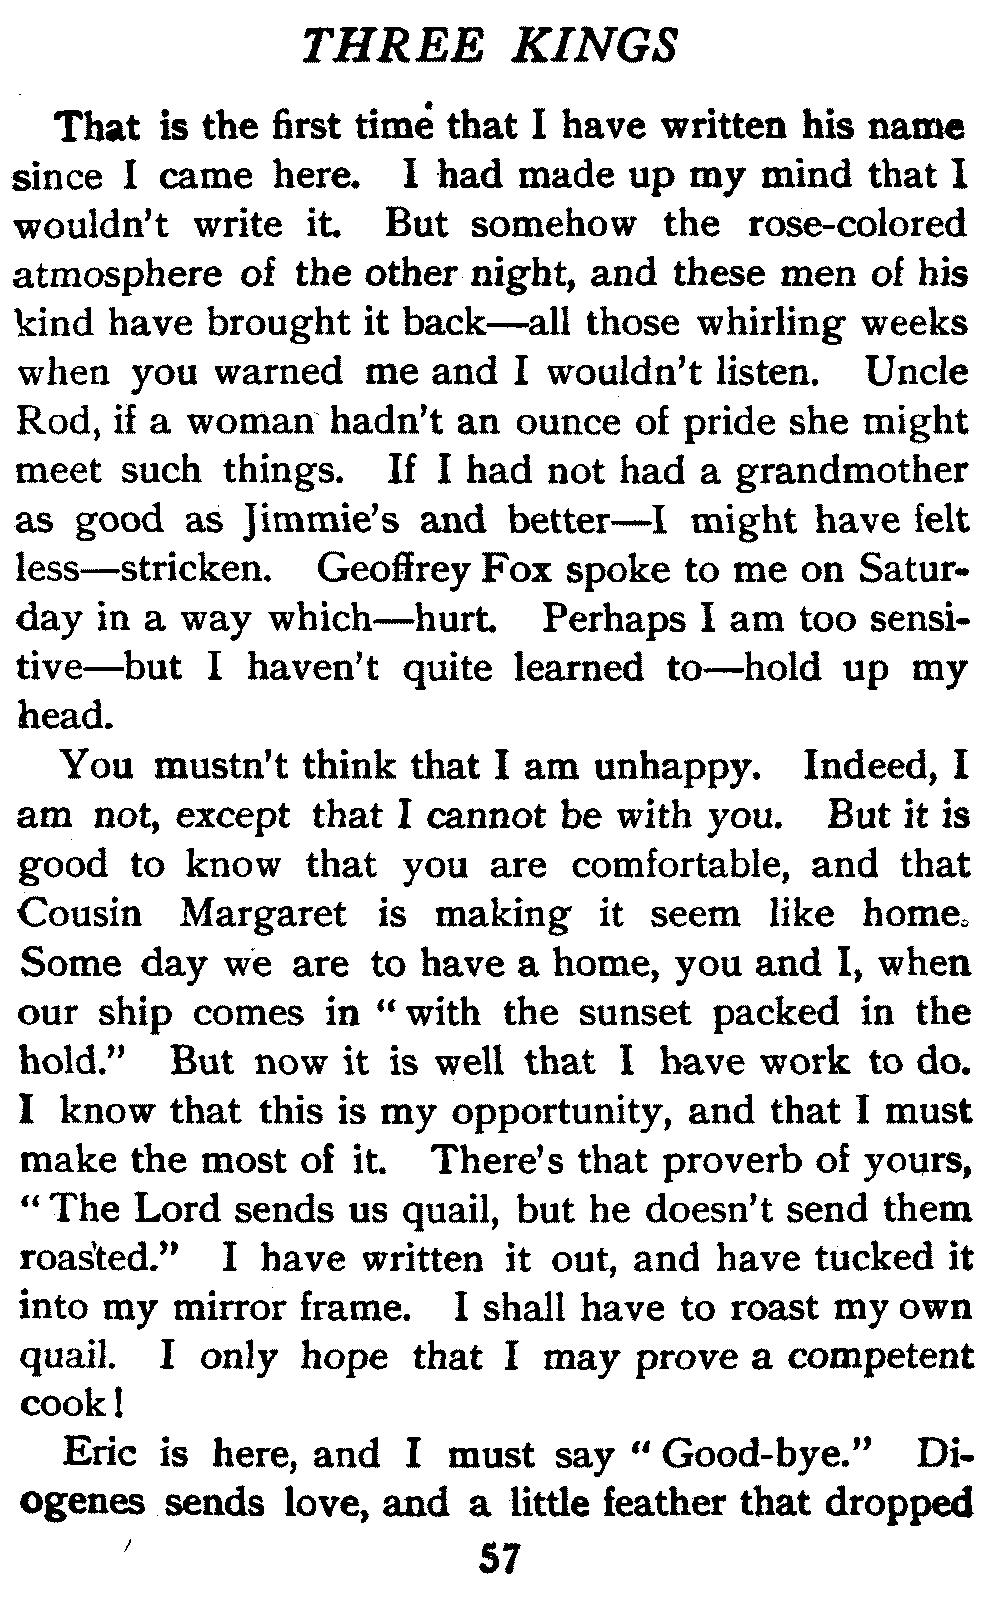 THREE KINGS
That is the first time that I have written his name
since I came here. I had made up my mind that I
wouldn't write it. But somehow the rose-colored
atmosphere of the other night, and these men of his
kind have brought it back—all those whirling weeks
when you warned me and I wouldn't listen. Uncle
Rod, if a woman hadn't an ounce of pride she might
meet such things. If I had not had a grandmother
as good as Jimmie's and better—I might have felt
less—stricken. Geoffrey Fox spoke to me on Satur-
day in a way which—hurt. Perhaps I am too sensi-
tive—but I haven't quite learned to—hold up my
head.
You mustn't think that I am unhappy. Indeed, I
am not, except that I cannot be with you. But it is
good to know that you are comfortable, and that
Cousin Margaret is making it seem like home.
Some day we are to have a home, you and I, when
our ship comes in "with the sunset packed in the
hold." But now it is well that I have work to do.
I know that this is my opportunity, and that I must
make the most of it. There's that proverb of yours,
"The Lord sends us quail, but he doesn't send them
roasted." I have written it out, and have tucked it
into my mirror frame. I shall have to roast my own
quail. I only hope that I may prove a competent
cook!
Eric is here, and I must say "Good-bye." Di-
ogenes sends love, and a little feather that dropped
57